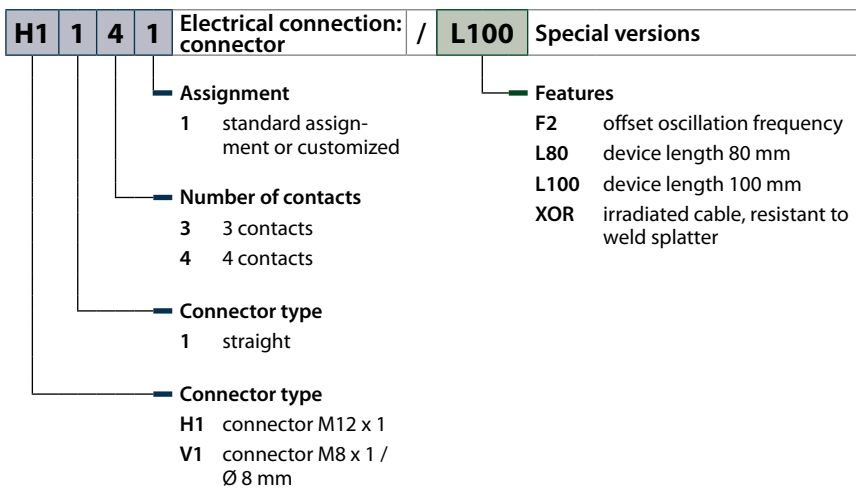 H1 1 4 1 Electrical connection: connector / L100 Special versions
Assignment
1 standard assign-
ment or customized
Number of contacts
3 3 contacts
4 4 contacts
Connector type
1 straight
Connector type
H1 connector M12 x 1
V1 connector M8 x 1 /
Ø 8 mm
Features
F2 offset oscillation frequency
L80 device length 80 mm
L100 device length 100 mm
XOR irradiated cable, resistant to
weld splatter